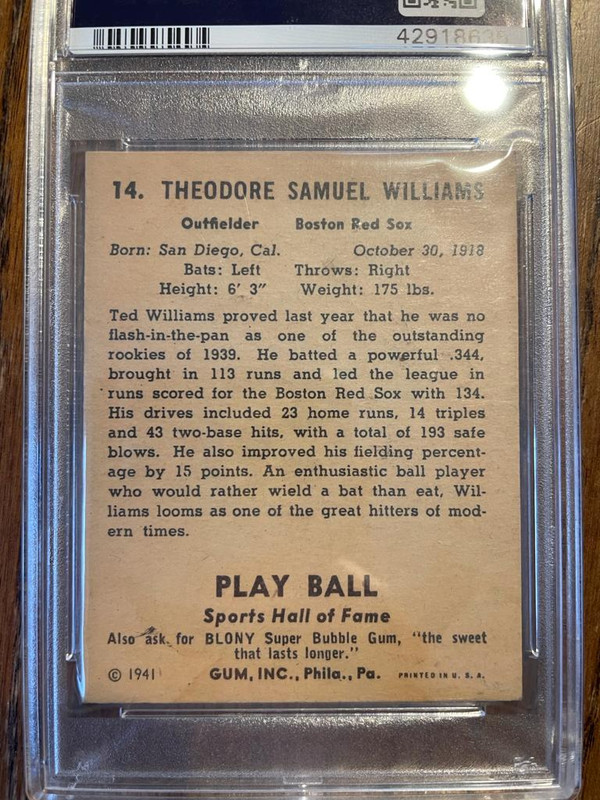 14. THEODORE SAMUEL WILLIAMS
Outfielder Boston Red Sox
Born: San Diego, Cal. October 30, 1918
Bats: Left Throws: Right
Height: 6' 3" Weight: 175 lbs.
Ted Williams proved last year that he was no
flash-in-the-pan as one of the outstanding
rookies of 1939. He batted a powerful .344,
brought in 113 runs and led the league in
runs scored for the Boston Red Sox with 134.
His drives included 23 home runs, 14 triples
and 43 two-base hits, with a total of 193 safe
blows. He also improved his fielding percent-
age by 15 points. An enthusiastic ball player
who would rather wield a bat than eat, Wil-
liams looms as one of the great hitters of mod-
ern times.
PLAY BALL
Sports Hall of Fame
Also ask for BLONY Super Bubble Gum, "the sweet
that lasts longer."
© 1941 GUM, INC., Phila., Pa. PRINTED IN U. S. A.